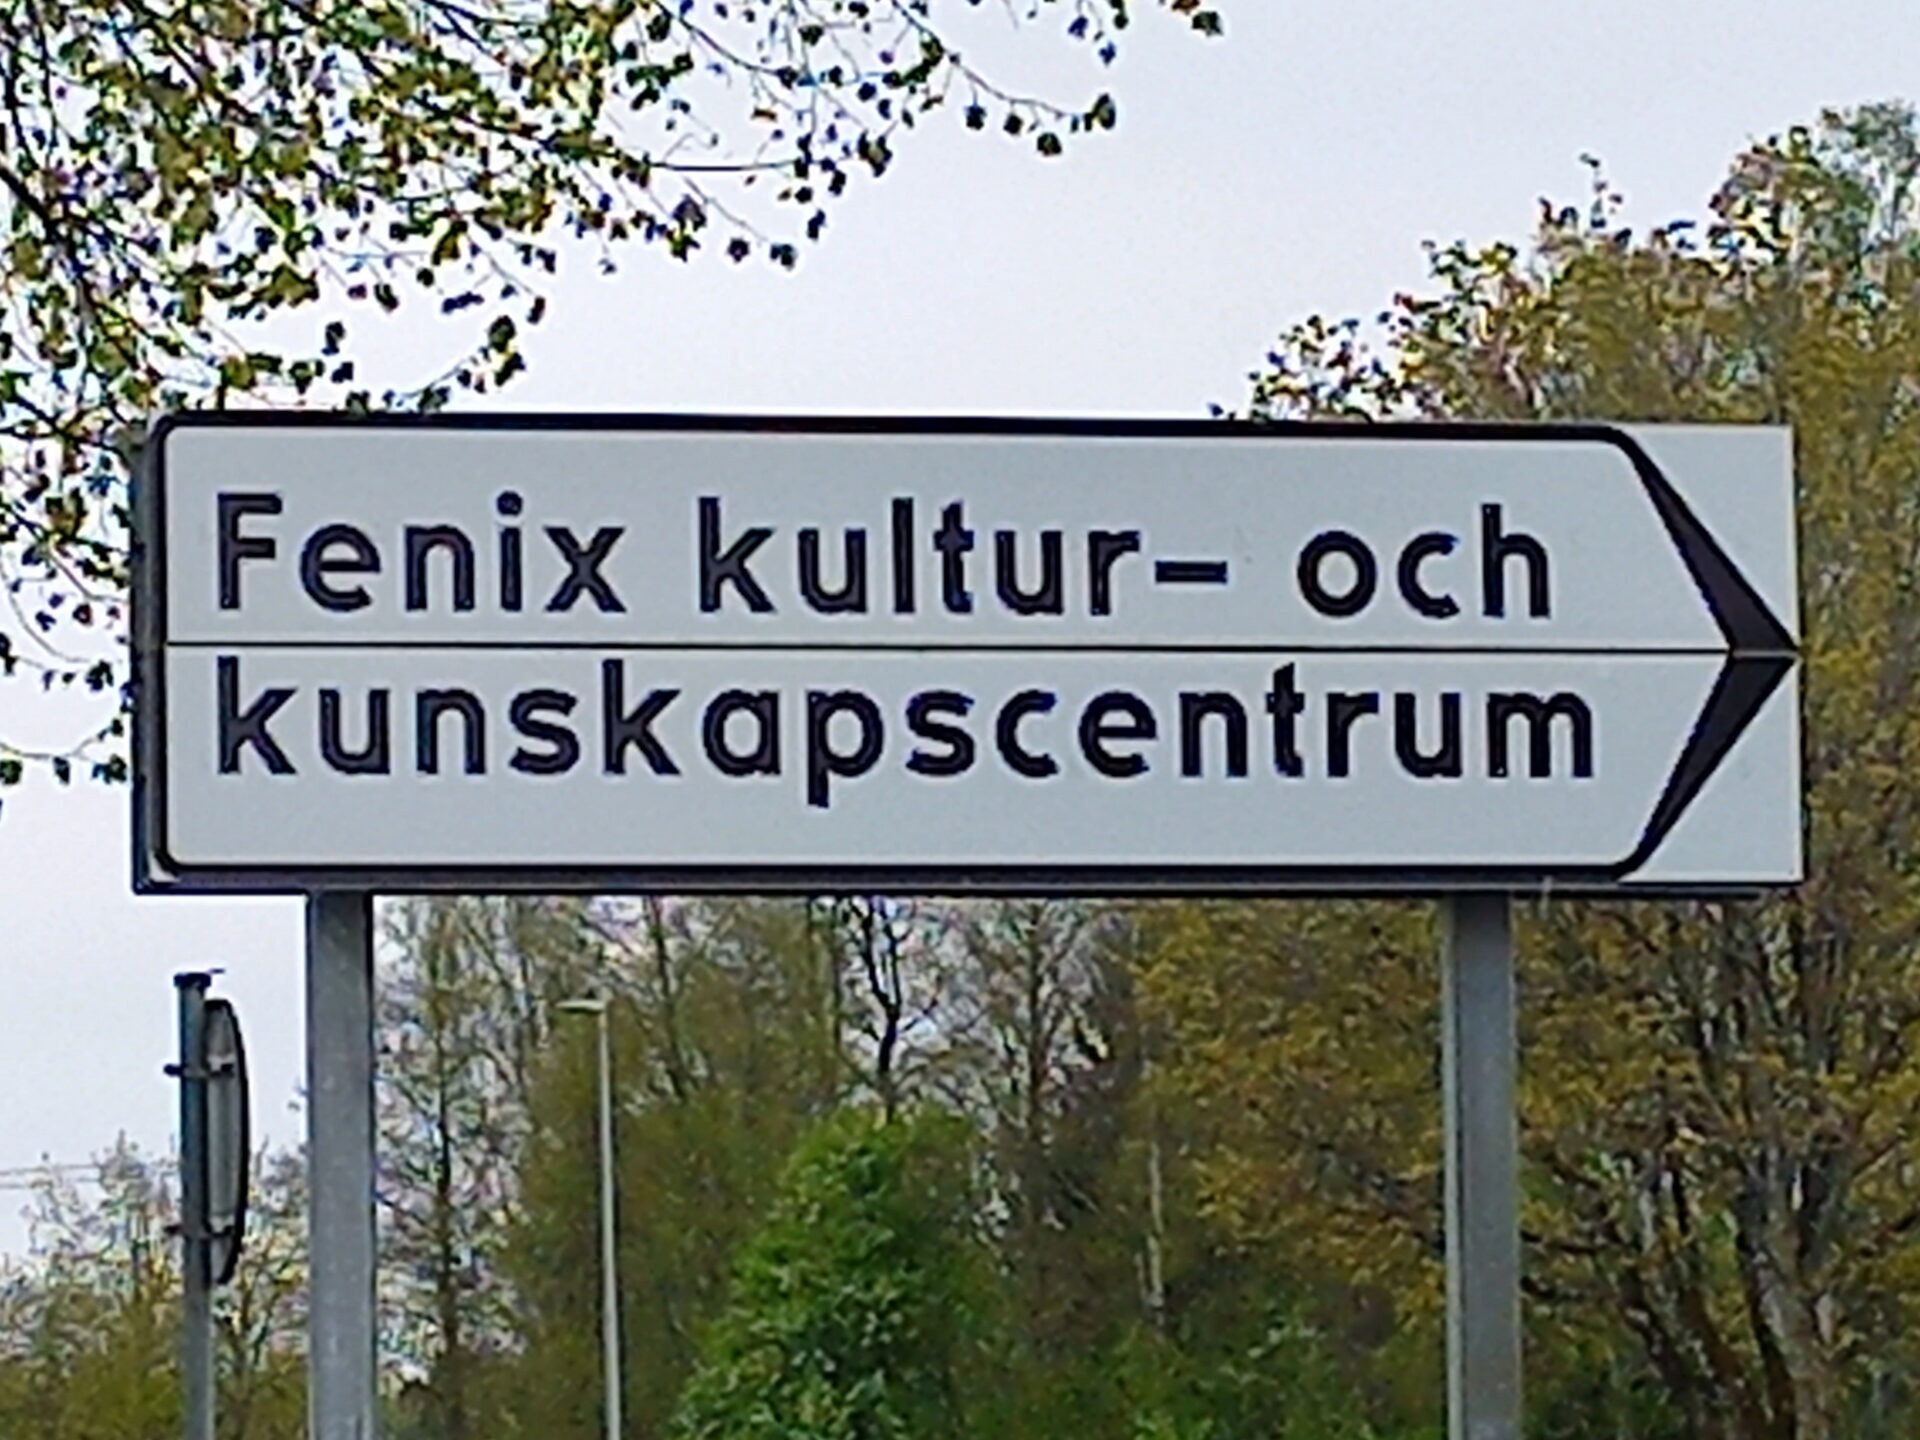 Fenix kultur- och
kunskapscentrum